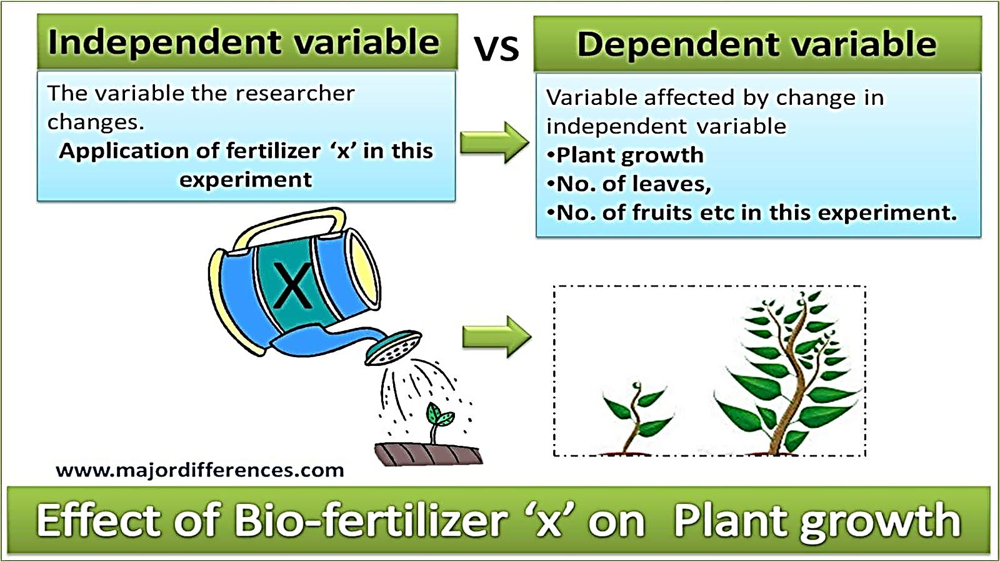 Independent variable
VS
Dependent variable
The variable the researcher
changes.
Application of fertilizer ‘x’ in this
experiment
Variable affected by change in
independent variable
•Plant growth
•No. of leaves,
•No. of fruits etc in this experiment.
X
www.majordifferences.com
Effect of Bio-fertilizer ‘x’ on Plant growth